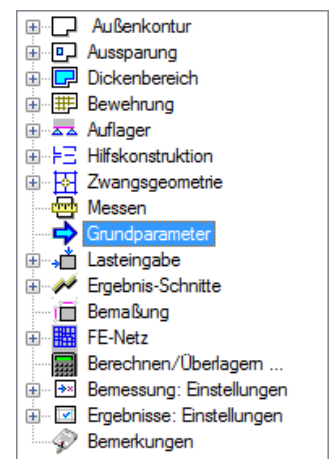 Außenkontur
Aussparung
Dickenbereich
Bewehrung
Auflager
Hilfskonstruktion
Zwangsgeometrie
Messen
Grundparameter
Lasteingabe
Ergebnis-Schnitte
Bemaßung
FE-Netz
Berechnen/Überlagern ...
Bemessung: Einstellungen
Ergebnisse: Einstellungen
Bemerkungen